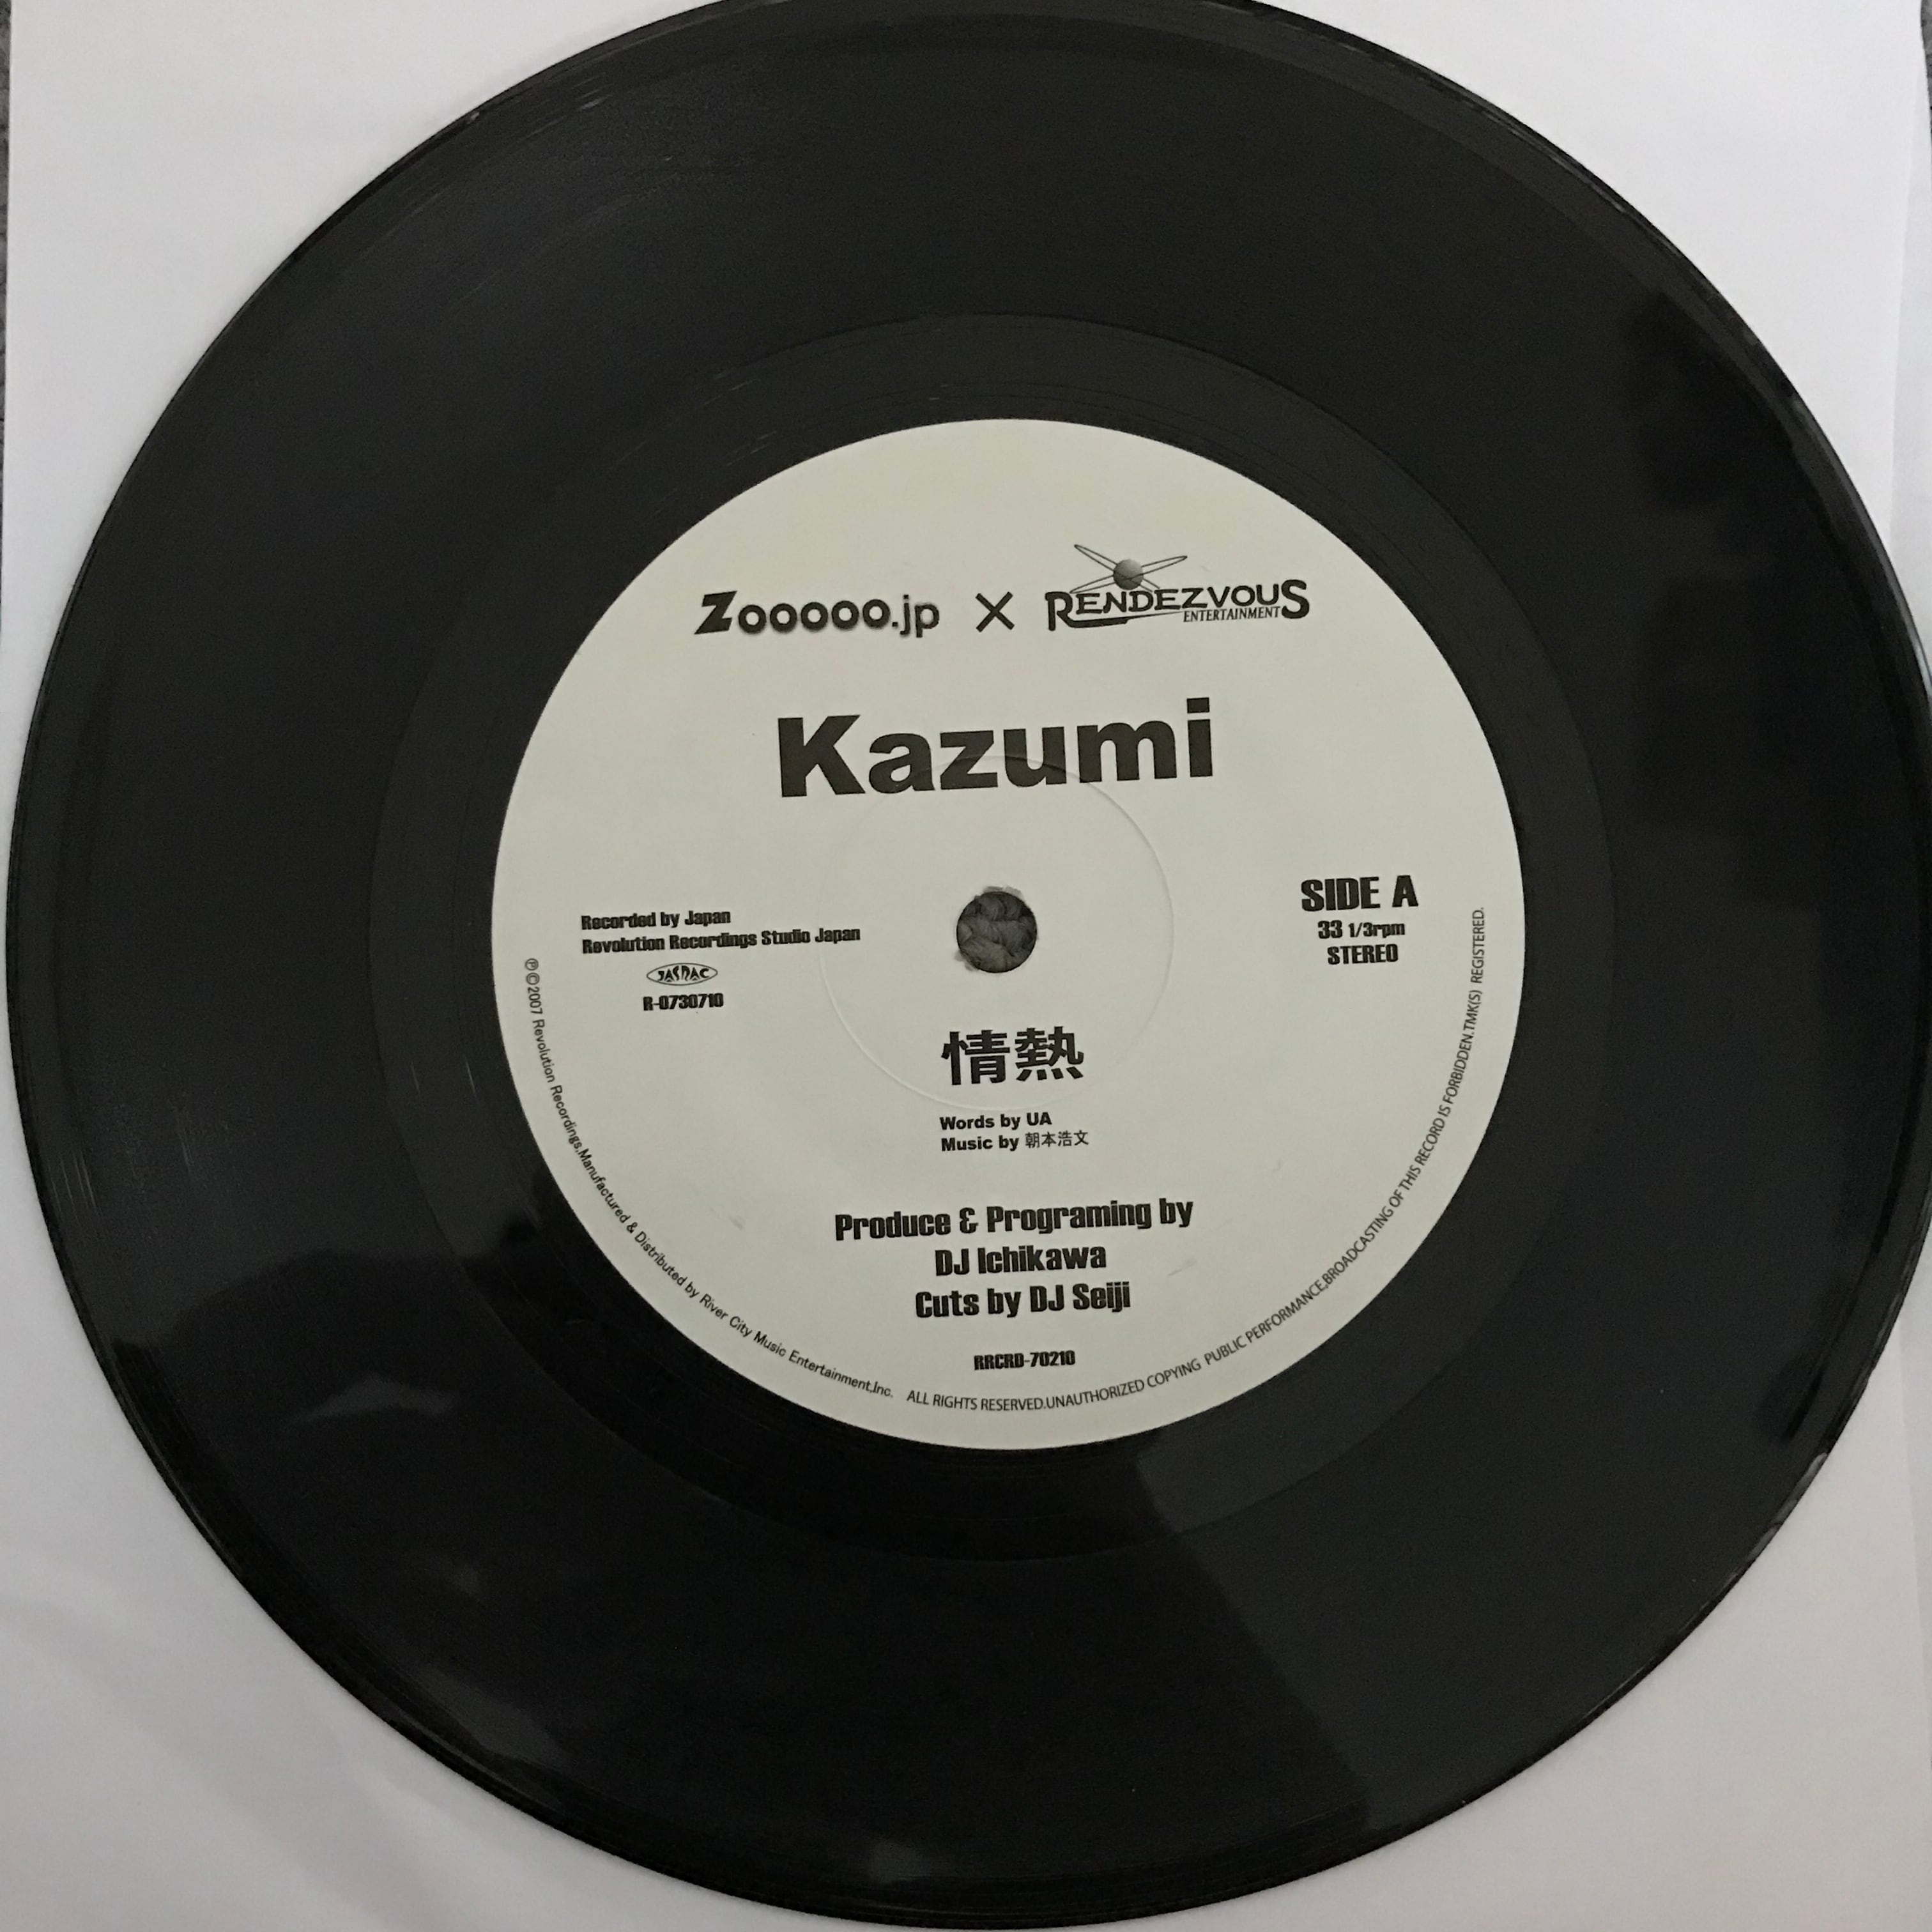 Zooooo.jp × RENDEZVOUS
ENTERTAINMENT
Kazumi
Recorded by Japan
Revolution Recordings Studio Japan
JASRAC
R-0730710
SIDE A
33 1/3rpm
STEREO
情熱
Words by UA
Music by 朝本浩文
Produce & Programing by
DJ Ichikawa
Cuts by DJ Seiji
RRCRD-70210
Ⓟ©2007 Revolution Recordings,Manufactured & Distributed by River City Music Entertainment,Inc. ALL RIGHTS RESERVED.UNAUTHORIZED COPYING PUBLIC PERFORMANCE,BROADCASTING OF THIS RECORD IS FORBIDDEN.TMK(S) REGISTERED.